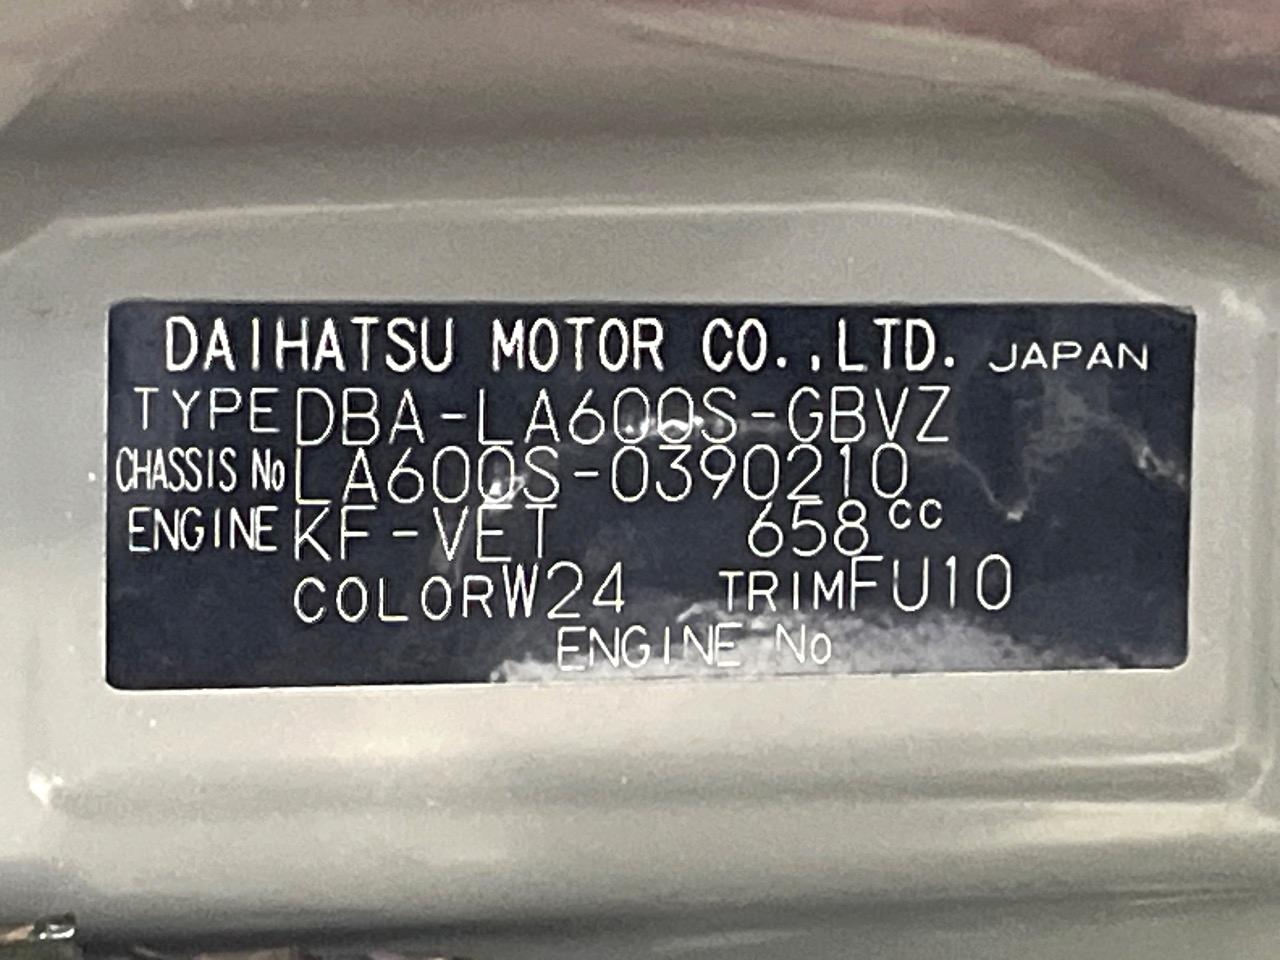 DAIHATSU MOTOR CO.,LTD. JAPAN
TYPE DBA-LA600S-GBVZ
CHASSIS No LA600S-0390210
ENGINE KF-VET 658cc
COLOR W24 TRIM FU10
ENGINE No